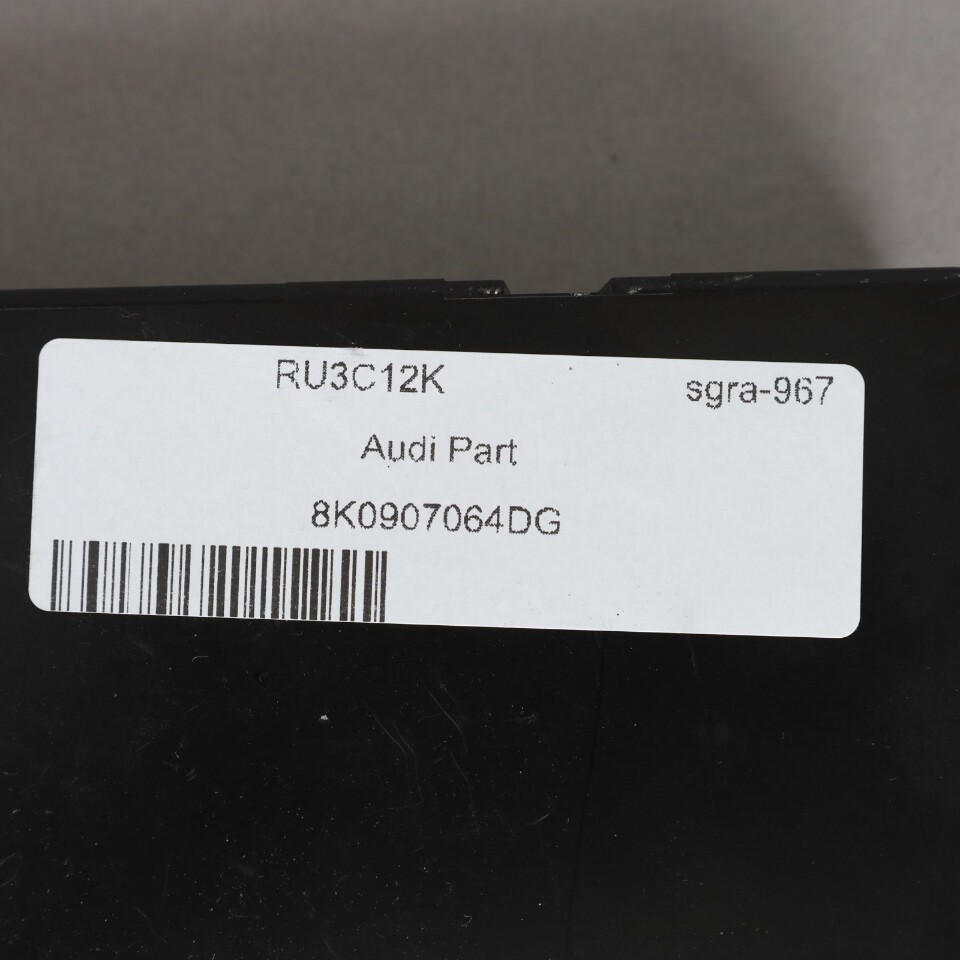 RU3C12K sgra-967
Audi Part
8K0907064DG